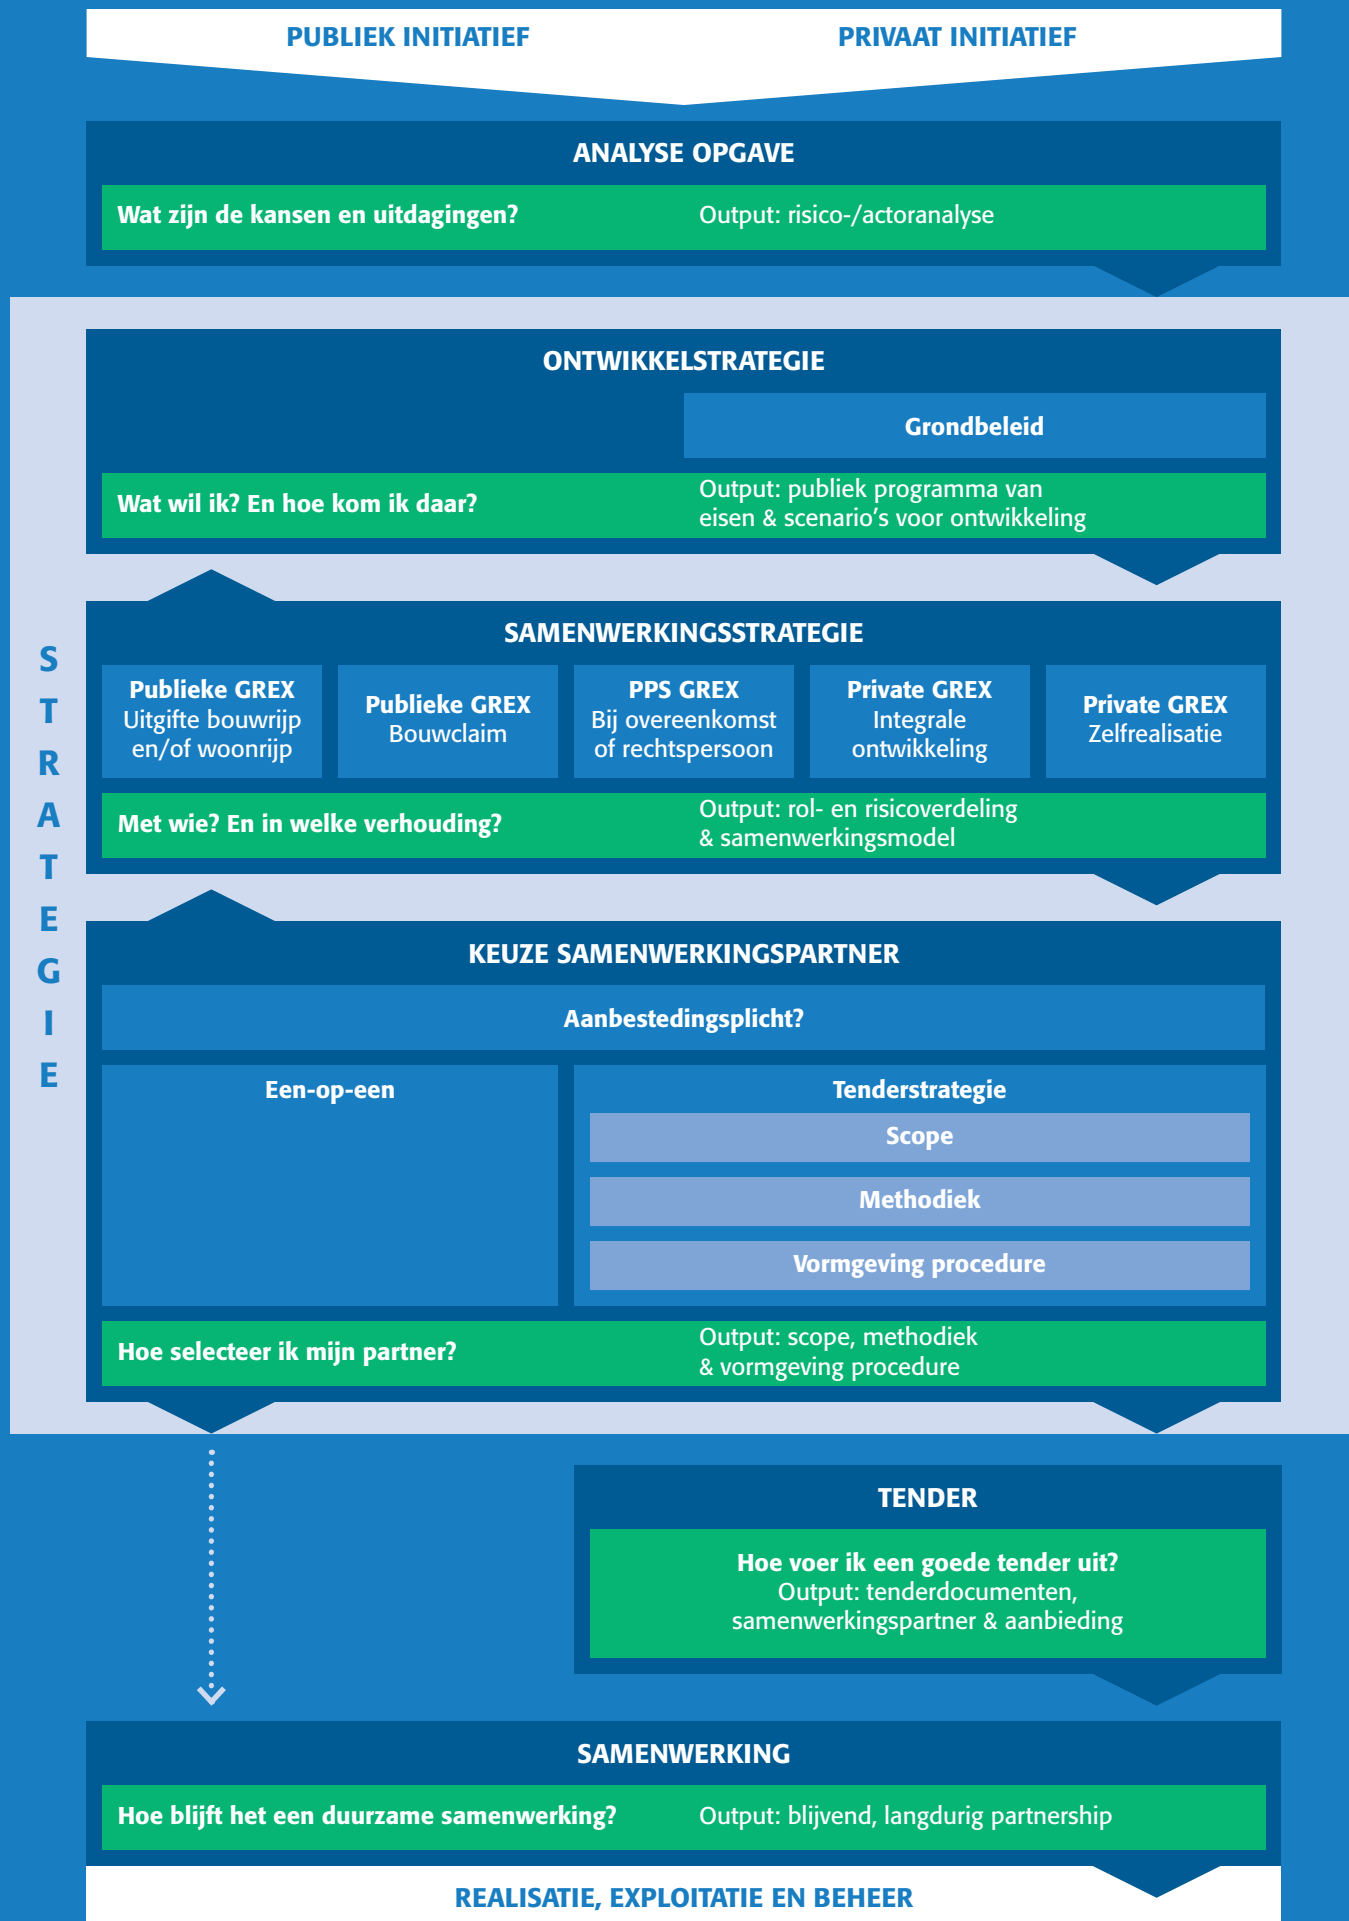 PUBLIEK INITIATIEF
PRIVAAT INITIATIEF
ANALYSE OPGAVE
Wat zijn de kansen en uitdagingen?
Output: risico-/actoranalyse
STRATEGIE
ONTWIKKELSTRATEGIE
Grondbeleid
Wat wil ik? En hoe kom ik daar?
Output: publiek programma van
eisen & scenario’s voor ontwikkeling
SAMENWERKINGSSTRATEGIE
Publieke GREX
Uitgifte bouwrijp
en/of woonrijp
Publieke GREX
Bouwclaim
PPS GREX
Bij overeenkomst
of rechtspersoon
Private GREX
Integrale
ontwikkeling
Private GREX
Zelfrealisatie
Met wie? En in welke verhouding?
Output: rol- en risicoverdeling
& samenwerkingsmodel
KEUZE SAMENWERKINGSPARTNER
Aanbestedingsplicht?
Een-op-een
Tenderstrategie
Scope
Methodiek
Vormgeving procedure
Hoe selecteer ik mijn partner?
Output: scope, methodiek
& vormgeving procedure
TENDER
Hoe voer ik een goede tender uit?
Output: tenderdocumenten,
samenwerkingspartner & aanbieding
SAMENWERKING
Hoe blijft het een duurzame samenwerking?
Output: blijvend, langdurig partnership
REALISATIE, EXPLOITATIE EN BEHEER